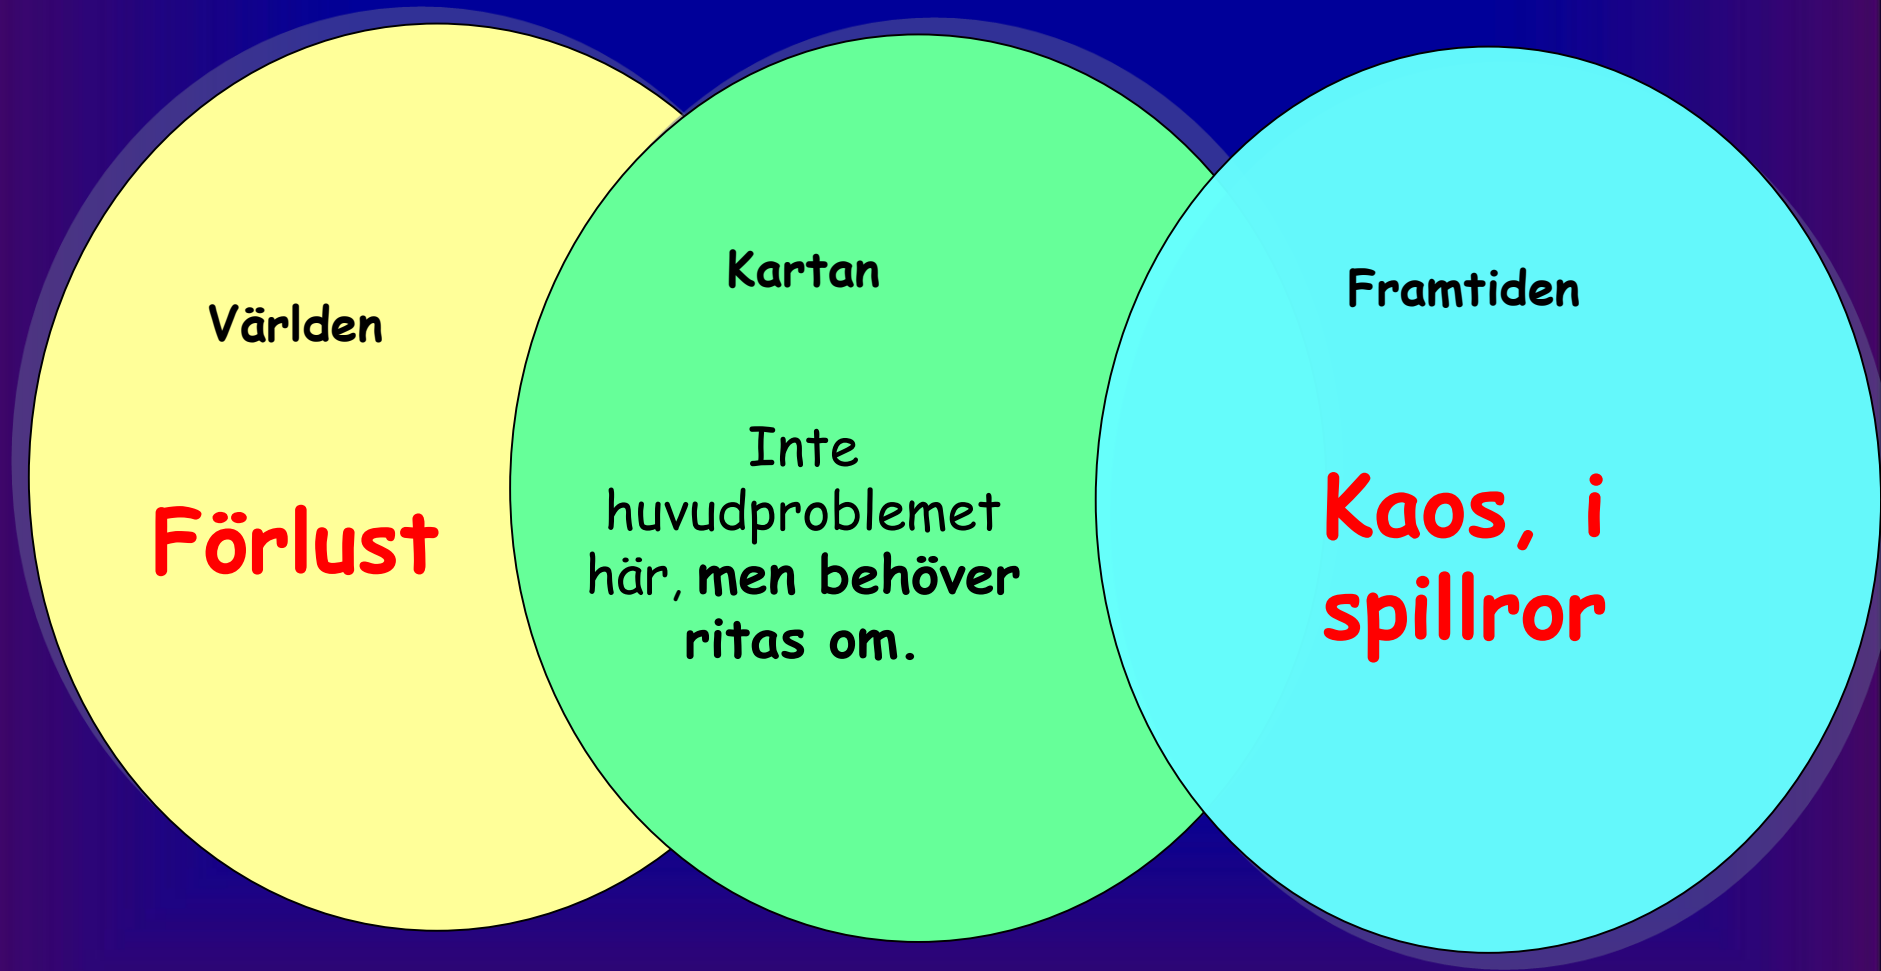 Världen
Förlust
Kartan
Inte
huvudproblemet
här, men behöver
ritas om.
Framtiden
Kaos, i
spillror